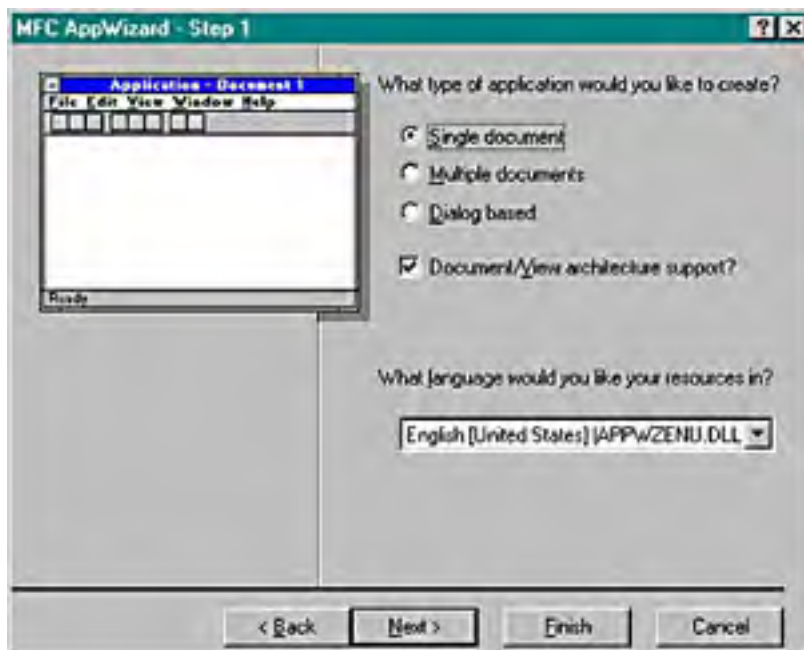 MFC AppWizard - Step 1
Application - Document 1
File Edit View Window Help
Ready
What type of application would you like to create?
Single document
Multiple documents
Dialog based
Document/View architecture support?
What language would you like your resources in?
English [United States] (APPWZENU.DLL
< Back
Next >
Finish
Cancel